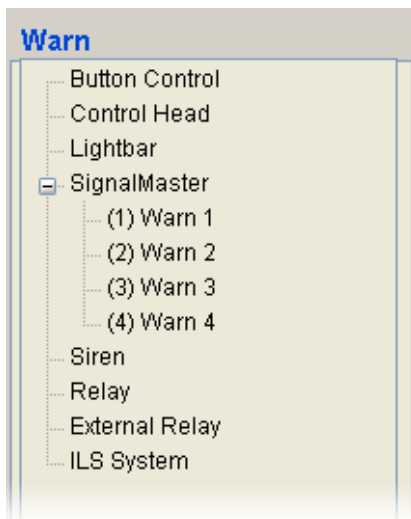 Warn
Button Control
Control Head
Lightbar
SignalMaster
(1) Warn 1
(2) Warn 2
(3) Warn 3
(4) Warn 4
Siren
Relay
External Relay
ILS System